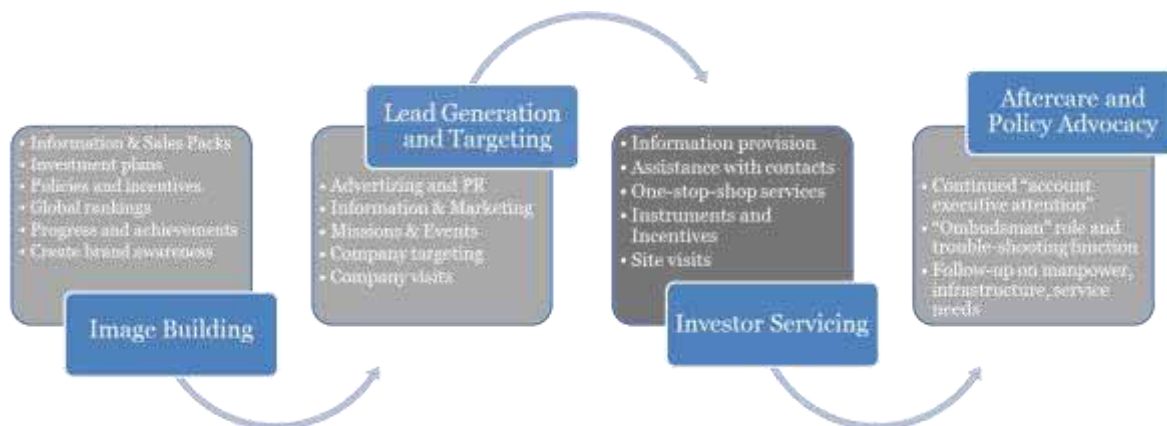 • Information & Sales Packs
• Investment plans
• Policies and incentives
• Global rankings
• Progress and achievements
• Create brand awareness
Image Building
Lead Generation
and Targeting
• Advertizing and PR
• Information & Marketing
• Missions & Events
• Company targeting
• Company visits
• Information provision
• Assistance with contacts
• One-stop-shop services
• Instruments and
Incentives
• Site visits
Investor Servicing
Aftercare and
Policy Advocacy
• Continued “account
executive attention”
• “Ombudsman” role and
trouble-shooting function
• Follow-up on manpower,
infrastructure, service
needs